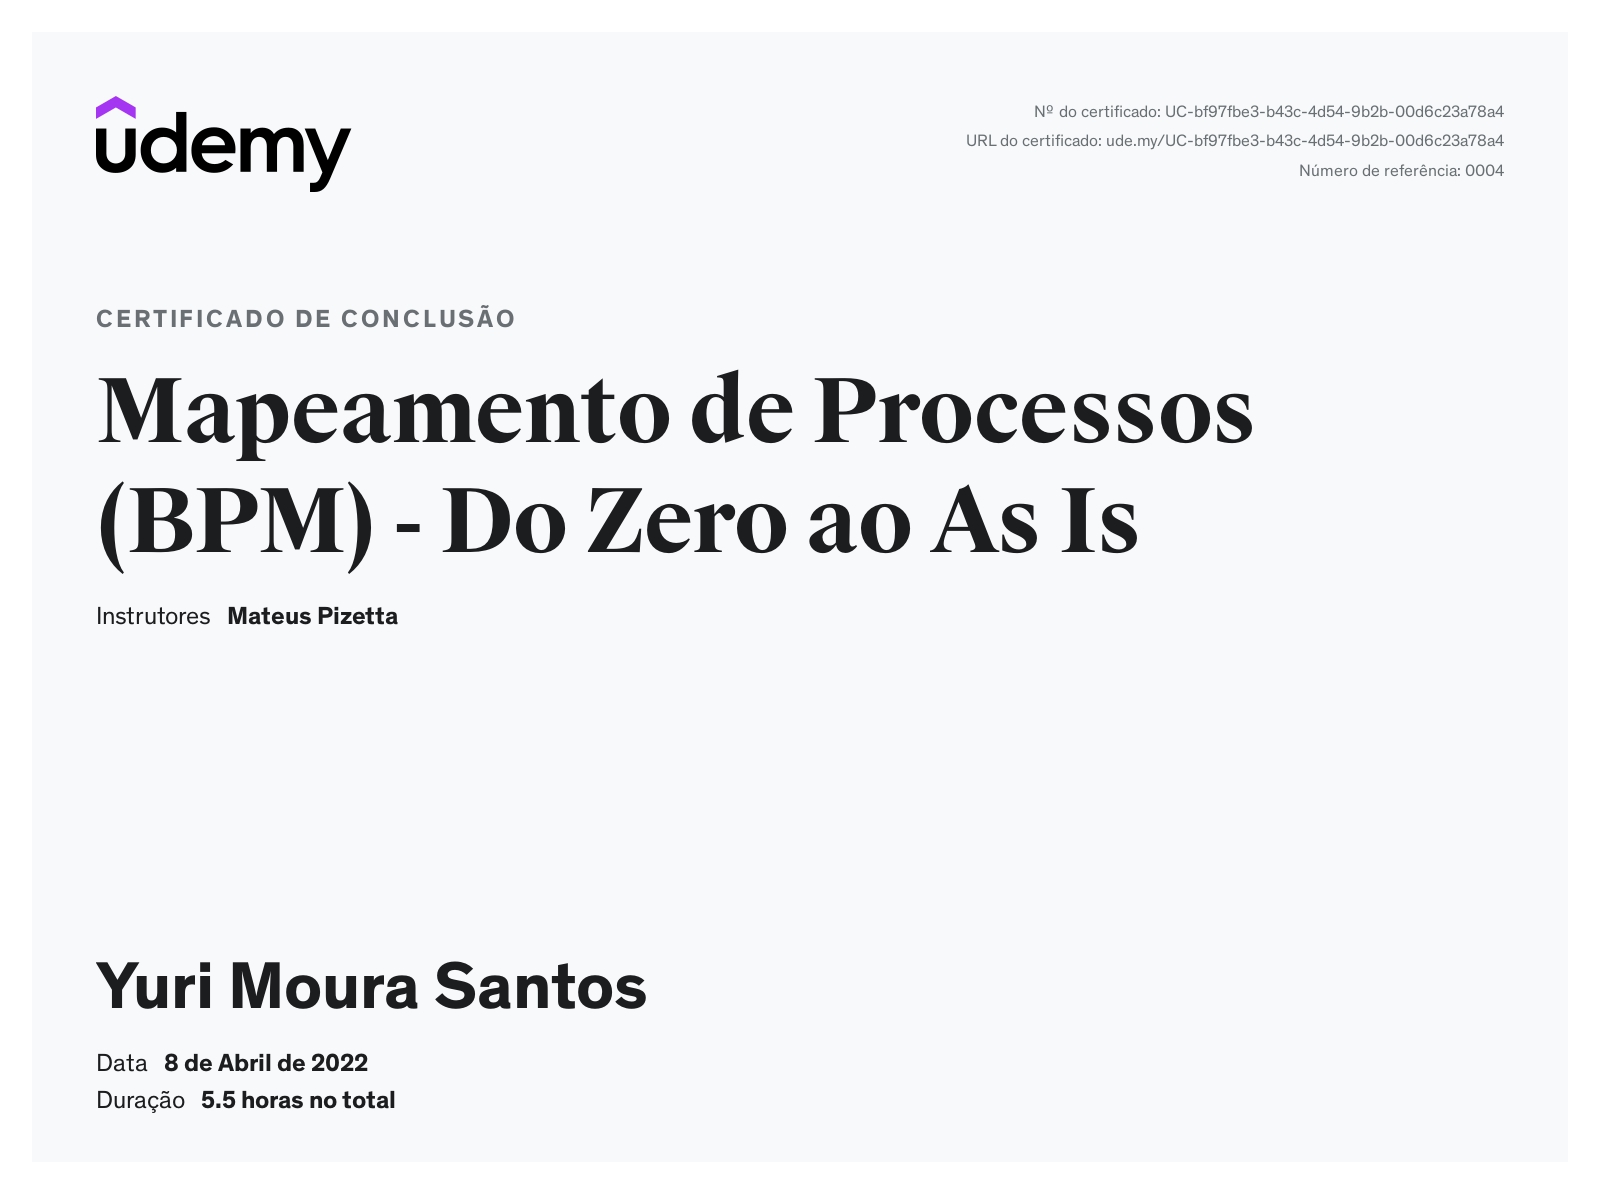 udemy
Nº do certificado: UC-bf97fbe3-b43c-4d54-9b2b-00d6c23a78a4
URL do certificado: ude.my/UC-bf97fbe3-b43c-4d54-9b2b-00d6c23a78a4
Número de referência: 0004
CERTIFICADO DE CONCLUSÃO
Mapeamento de Processos
(BPM) - Do Zero ao As Is
Instrutores Mateus Pizetta
Yuri Moura Santos
Data 8 de Abril de 2022
Duração 5.5 horas no total